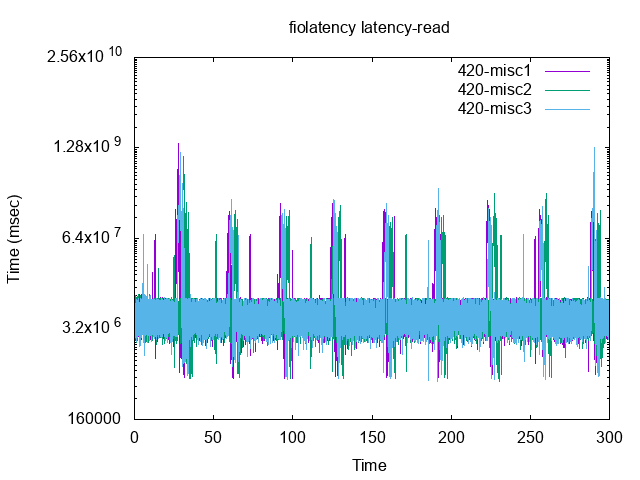 fiolatency latency-read
2.56x10^10
1.28x10^9
6.4x10^7
3.2x10^6
160000
Time (msec)
420-misc1
420-misc2
420-misc3
0 50 100 150 200 250 300
Time